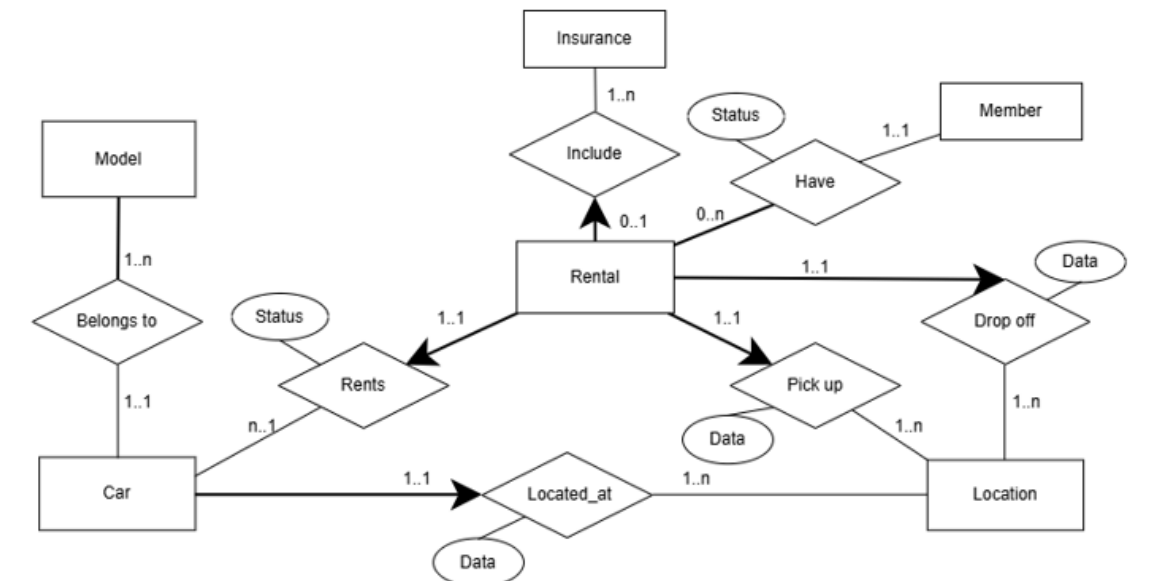 Insurance
1..n
Include
0..1
Status
Have
1..1
Member
0..n
Model
1..n
Belongs to
1..1
Rental
1..1
Data
Drop off
1..n
Status
1..1
Rents
n..1
1..1
Pick up
Data
1..n
Car
1..1
Located_at
Data
1..n
Location